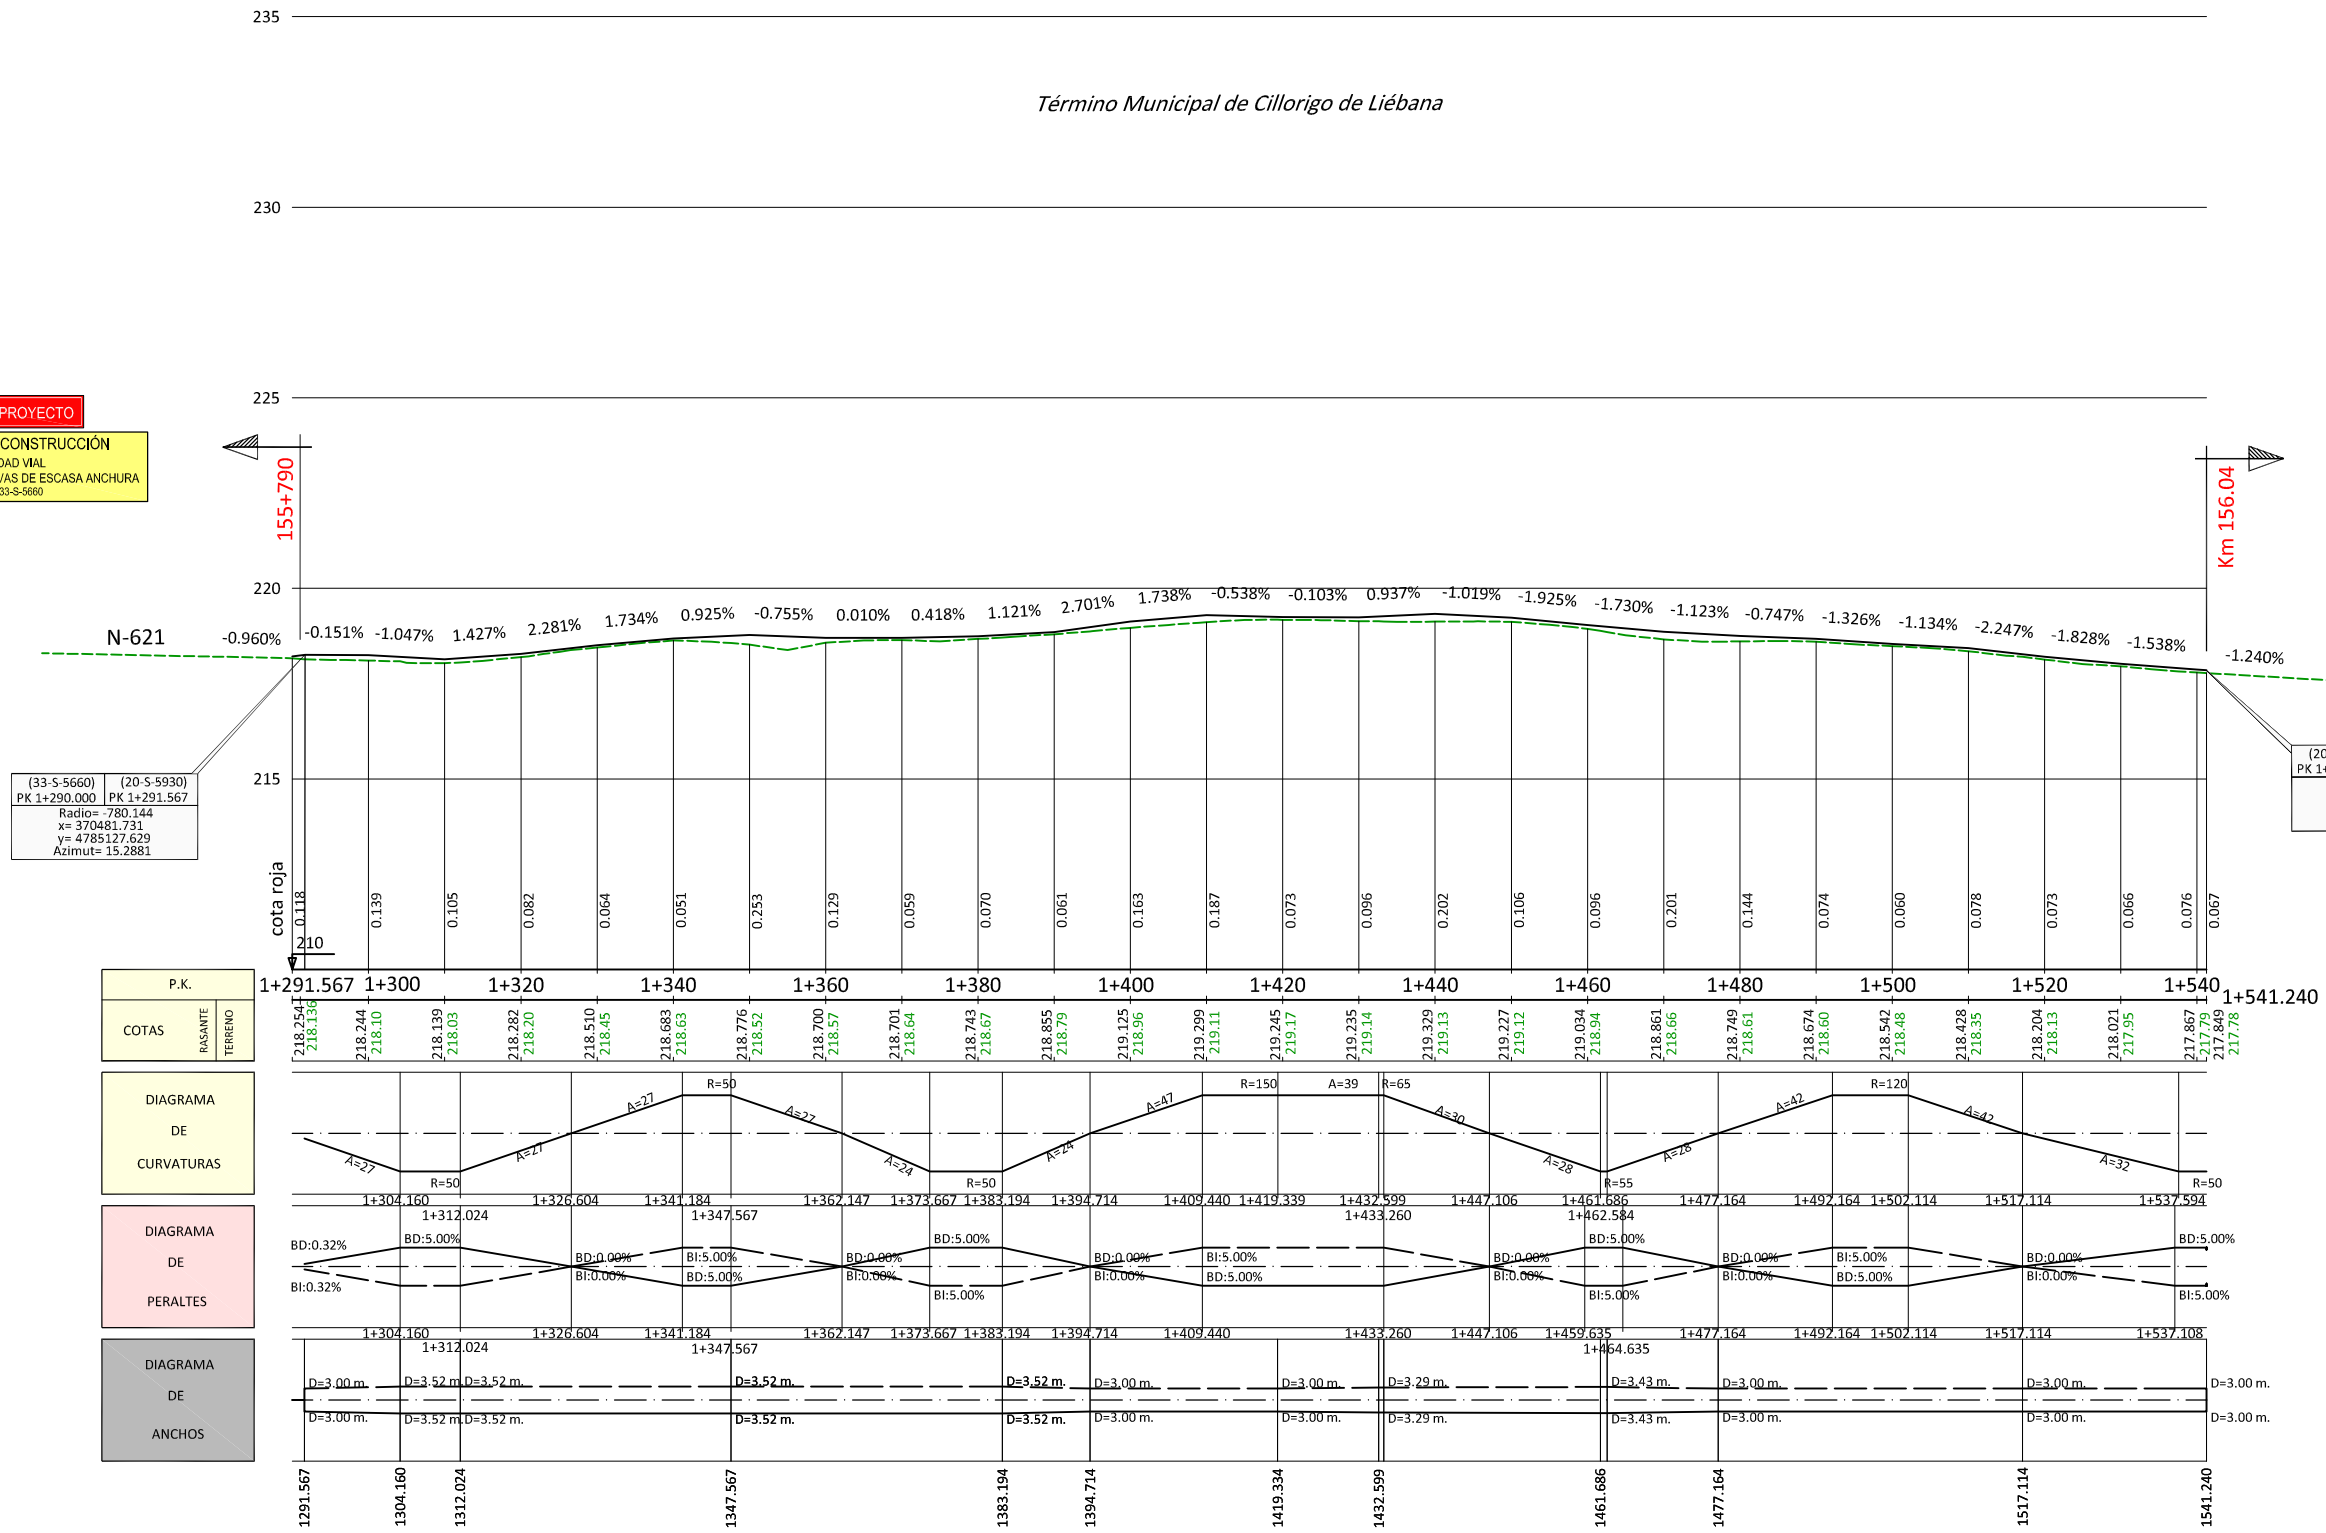 235
Término Municipal de Cillorigo de Liébana
230
225
PROYECTO
CONSTRUCCIÓN
DAD VIAL
VAS DE ESCASA ANCHURA
33-S-5660
155+790
Km 156.04
220
N-621
-0.960% -0.151% -1.047% 1.427% 2.281% 1.734% 0.925% -0.755% 0.010% 0.418% 1.121% 2.701% 1.738% -0.538% -0.103% 0.937% -1.019% -1.925% -1.730% -1.123% -0.747% -1.326% -1.134% -2.247% -1.828% -1.538% -1.240%
215
(33-S-5660) (20-S-5930)
PK 1+290.000 PK 1+291.567
Radio= -780.144
x= 370481.731
y= 4785127.629
Azimut= 15.2881
(20
PK 1+
cota roja
0.118 0.139 0.105 0.082 0.064 0.051 0.253 0.129 0.059 0.070 0.061 0.163 0.187 0.073 0.096 0.202 0.106 0.096 0.201 0.144 0.074 0.060 0.078 0.073 0.066 0.076 0.067
210
P.K.
1+291.567 1+300 1+320 1+340 1+360 1+380 1+400 1+420 1+440 1+460 1+480 1+500 1+520 1+540 1+541.240
COTAS
RASANTE
TERRENO
218.254 218.244 218.139 218.282 218.510 218.683 218.776 218.700 218.701 218.743 218.855 219.125 219.299 219.245 219.235 219.329 219.227 219.034 218.861 218.749 218.674 218.542 218.428 218.204 218.021 217.867 217.849
218.136 218.10 218.03 218.20 218.45 218.63 218.52 218.57 218.64 218.67 218.79 218.96 219.11 219.17 219.14 219.13 219.12 218.94 218.66 218.61 218.60 218.48 218.35 218.13 217.95 217.79 217.78
DIAGRAMA
DE
CURVATURAS
A=27 R=50 A=27 A=27 R=50 A=27 A=24 R=50 A=24 A=47 R=150 A=39 R=65 A=30 A=28 R=55 A=28 A=42 R=120 A=42 A=32 R=50
1+304.160 1+326.604 1+341.184 1+362.147 1+373.667 1+383.194 1+394.714 1+409.440 1+419.339 1+432.599 1+447.106 1+461.686 1+477.164 1+492.164 1+502.114 1+517.114 1+537.594
1+312.024 1+347.567 1+433.260 1+462.584
DIAGRAMA
DE
PERALTES
BD:0.32% BD:5.00% BD:0.00% BI:5.00% BD:0.00% BD:5.00% BD:0.00% BI:5.00% BD:0.00% BD:5.00% BD:0.00% BI:5.00% BD:0.00% BD:5.00%
BI:0.32% BI:0.00% BD:5.00% BI:0.00% BI:5.00% BI:0.00% BD:5.00% BI:0.00% BI:5.00% BI:0.00% BD:5.00% BI:0.00% BI:5.00%
1+304.160 1+326.604 1+341.184 1+362.147 1+373.667 1+383.194 1+394.714 1+409.440 1+433.260 1+447.106 1+459.635 1+477.164 1+492.164 1+502.114 1+517.114 1+537.108
1+312.024 1+347.567 1+464.635
DIAGRAMA
DE
ANCHOS
D=3.00 m. D=3.52 m. D=3.52 m. D=3.52 m. D=3.52 m. D=3.00 m. D=3.00 m. D=3.29 m. D=3.43 m. D=3.00 m. D=3.00 m. D=3.00 m.
D=3.00 m. D=3.52 m. D=3.52 m. D=3.52 m. D=3.52 m. D=3.00 m. D=3.00 m. D=3.29 m. D=3.43 m. D=3.00 m. D=3.00 m. D=3.00 m.
1291.567 1304.160 1312.024 1347.567 1383.194 1394.714 1419.334 1432.599 1461.686 1477.164 1517.114 1541.240